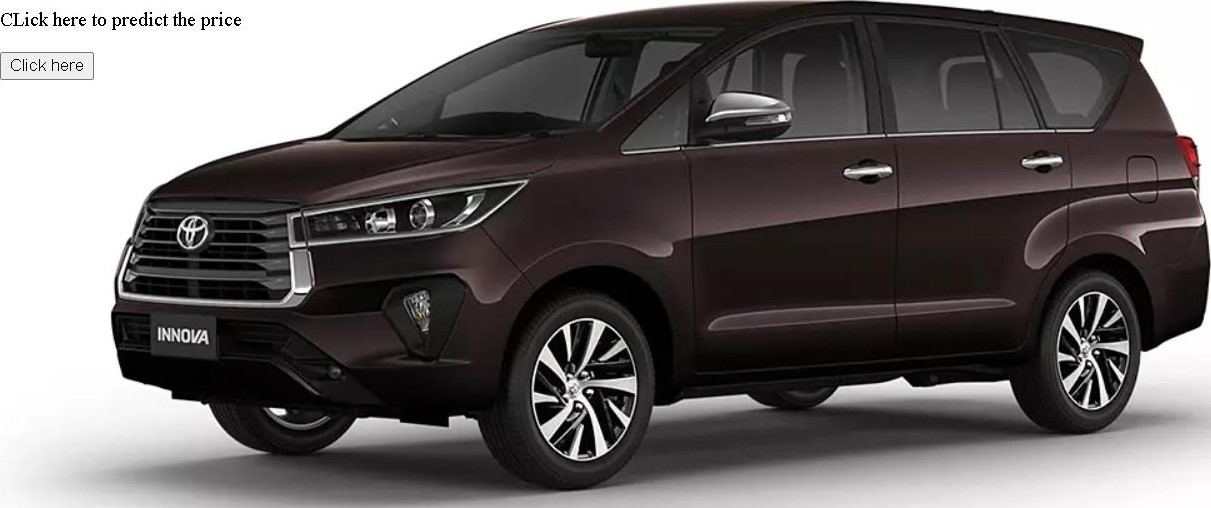 CLick here to predict the price
Click here
INNOVA